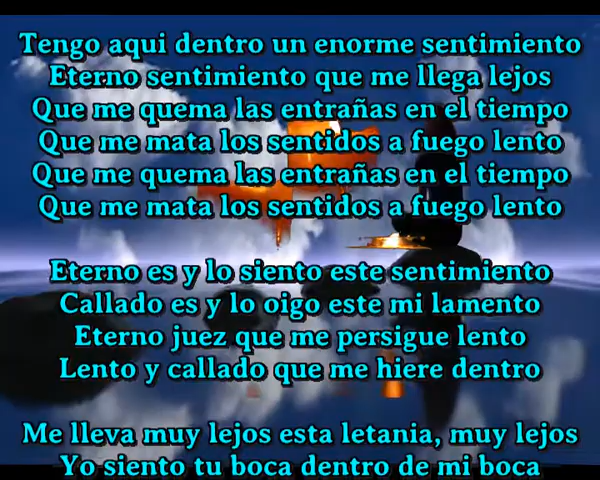 Tengo aqui dentro un enorme sentimiento
Eterno sentimiento que me llega lejos
Que me quema las entrañas en el tiempo
Que me mata los sentidos a fuego lento
Que me quema las entrañas en el tiempo
Que me mata los sentidos a fuego lento
Eterno es y lo siento este sentimiento
Callado es y lo oigo este mi lamento
Eterno juez que me persigue lento
Lento y callado que me hiere dentro
Me lleva muy lejos esta letania, muy lejos
Yo siento tu boca dentro de mi boca